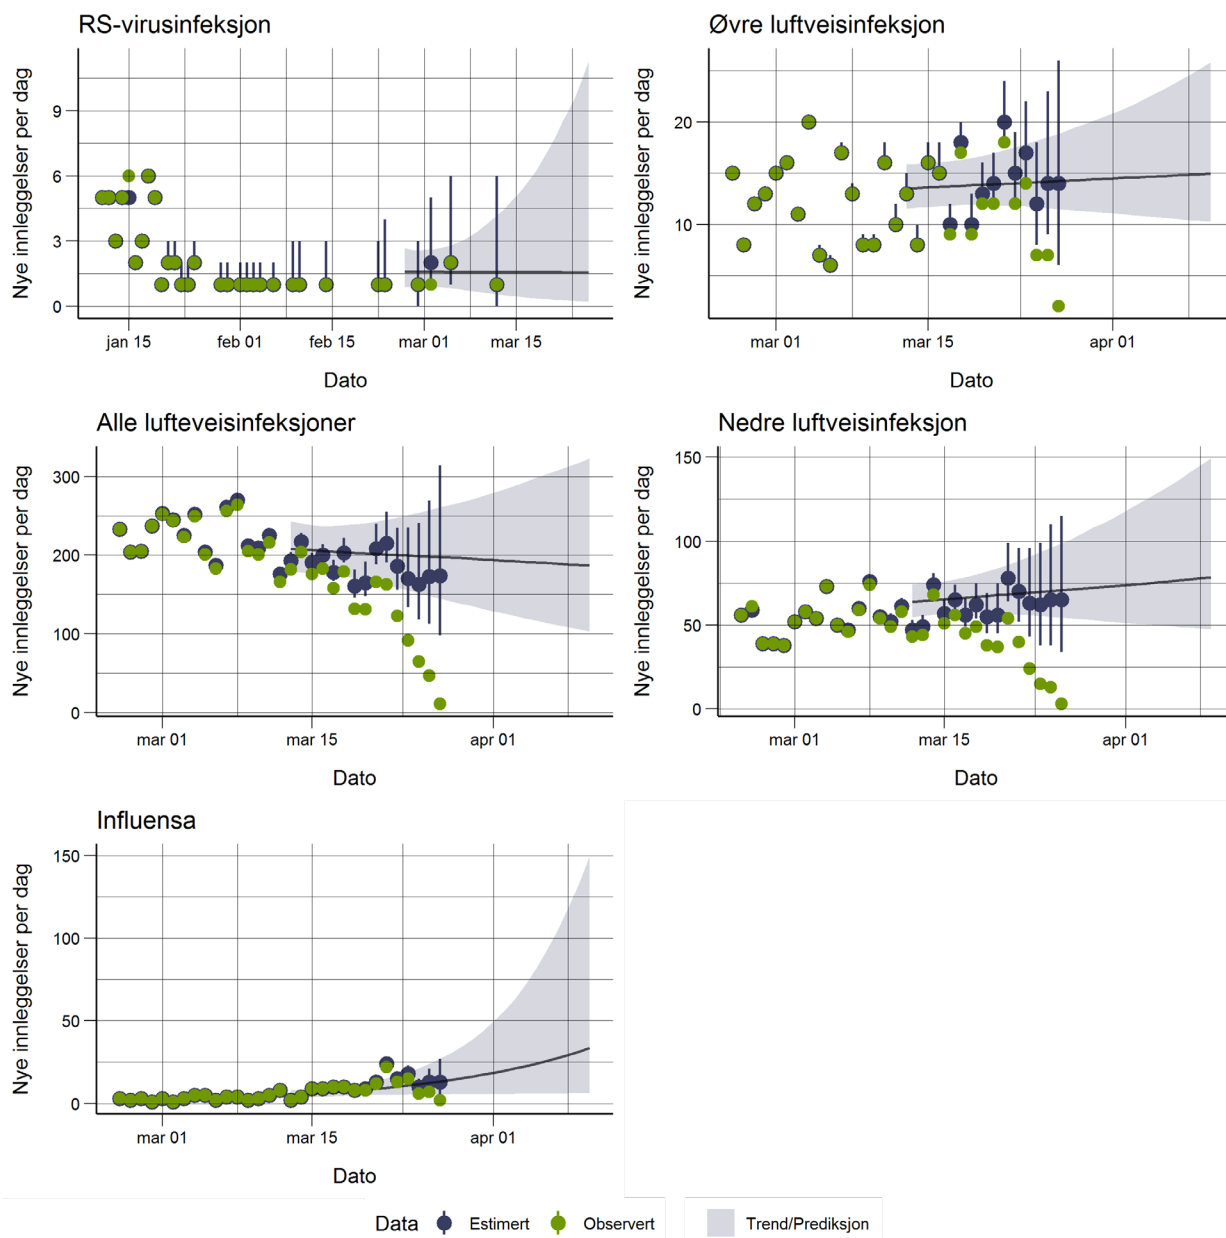 RS-virusinfeksjon
Nye innleggelser per dag
9
6
3
0
jan 15 feb 01 feb 15 mar 01 mar 15
Dato
Øvre luftveisinfeksjon
Nye innleggelser per dag
20
10
mar 01 mar 15 apr 01
Dato
Alle lufteveisinfeksjoner
Nye innleggelser per dag
300
200
100
0
mar 01 mar 15 apr 01
Dato
Nedre luftveisinfeksjon
Nye innleggelser per dag
150
100
50
0
mar 01 mar 15 apr 01
Dato
Influensa
Nye innleggelser per dag
150
100
50
0
mar 01 mar 15 apr 01
Dato
Data Estimert Observert Trend/Prediksjon